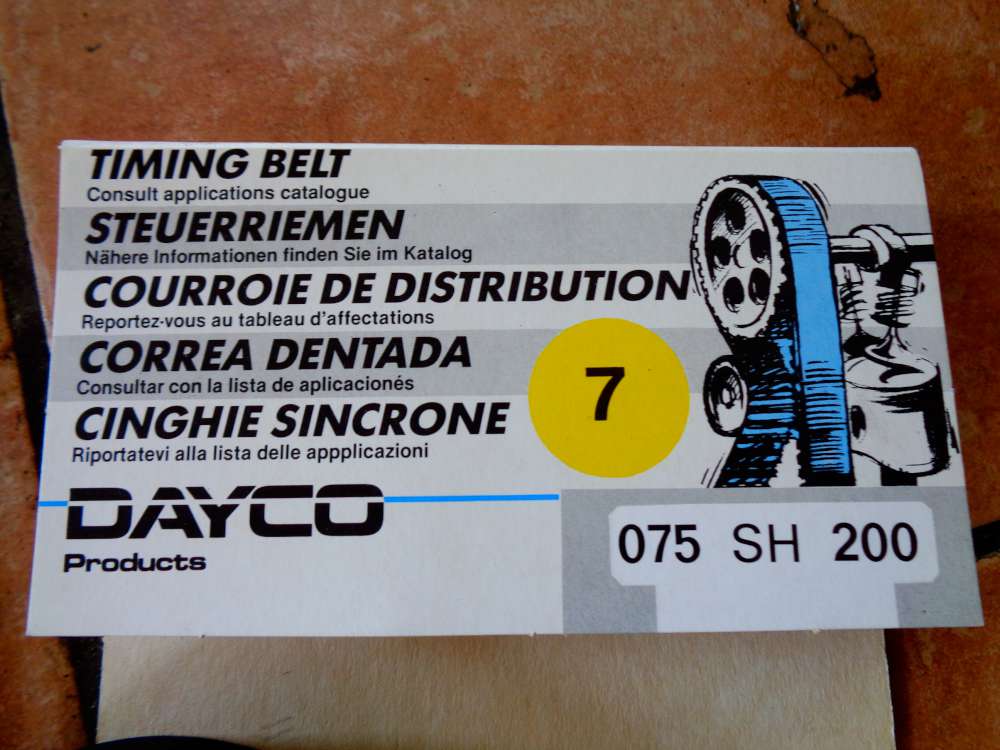 TIMING BELT
Consult applications catalogue
STEUERRIEMEN
Nähere Informationen finden Sie im Katalog
COURROIE DE DISTRIBUTION
Reportez-vous au tableau d'affectations
CORREA DENTADA
Consultar con la lista de aplicacionés
CINGHIE SINCRONE
Riportatevi alla lista delle appplicazioni
7
DAYCO
Products
075 SH 200